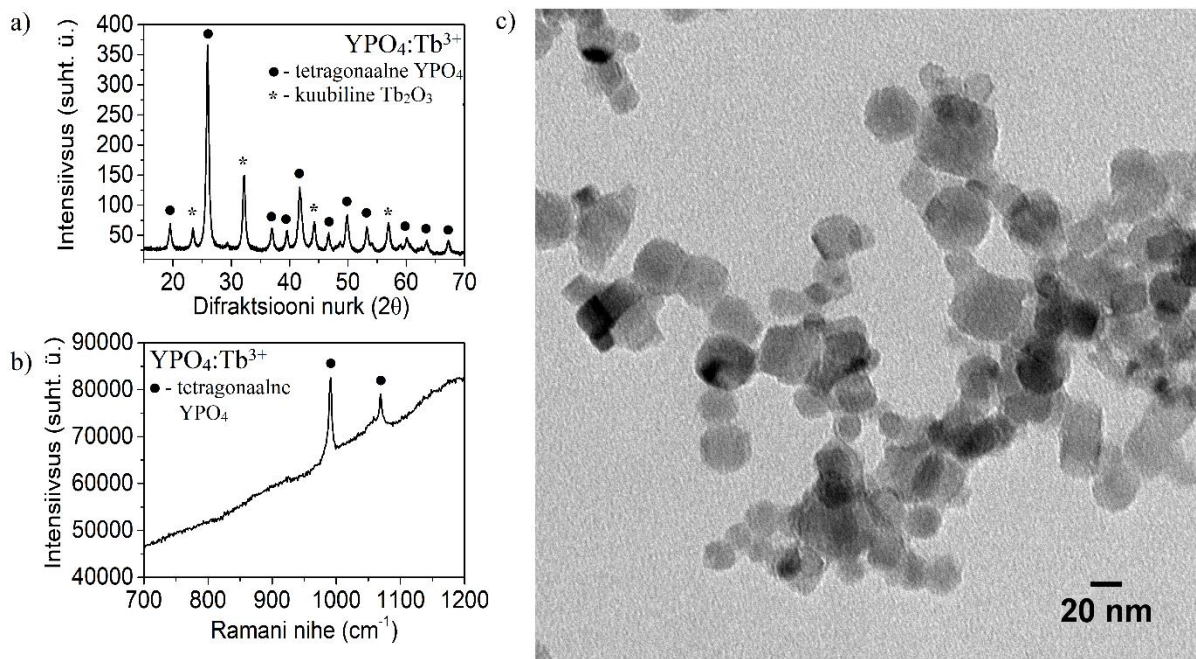 a)
400
350
300
250
200
150
100
50
Intensiivsus (suht. ü.)
YPO₄:Tb³⁺
● - tetragonaalne YPO₄
* - kuubiline Tb₂O₃
20 30 40 50 60 70
Difraktsiooni nurk (2θ)
b)
90000
80000
70000
60000
50000
40000
Intensiivsus (suht. ü.)
YPO₄:Tb³⁺
● - tetragonaalne
YPO₄
700 800 900 1000 1100 1200
Ramani nihe (cm⁻¹)
c)
20 nm